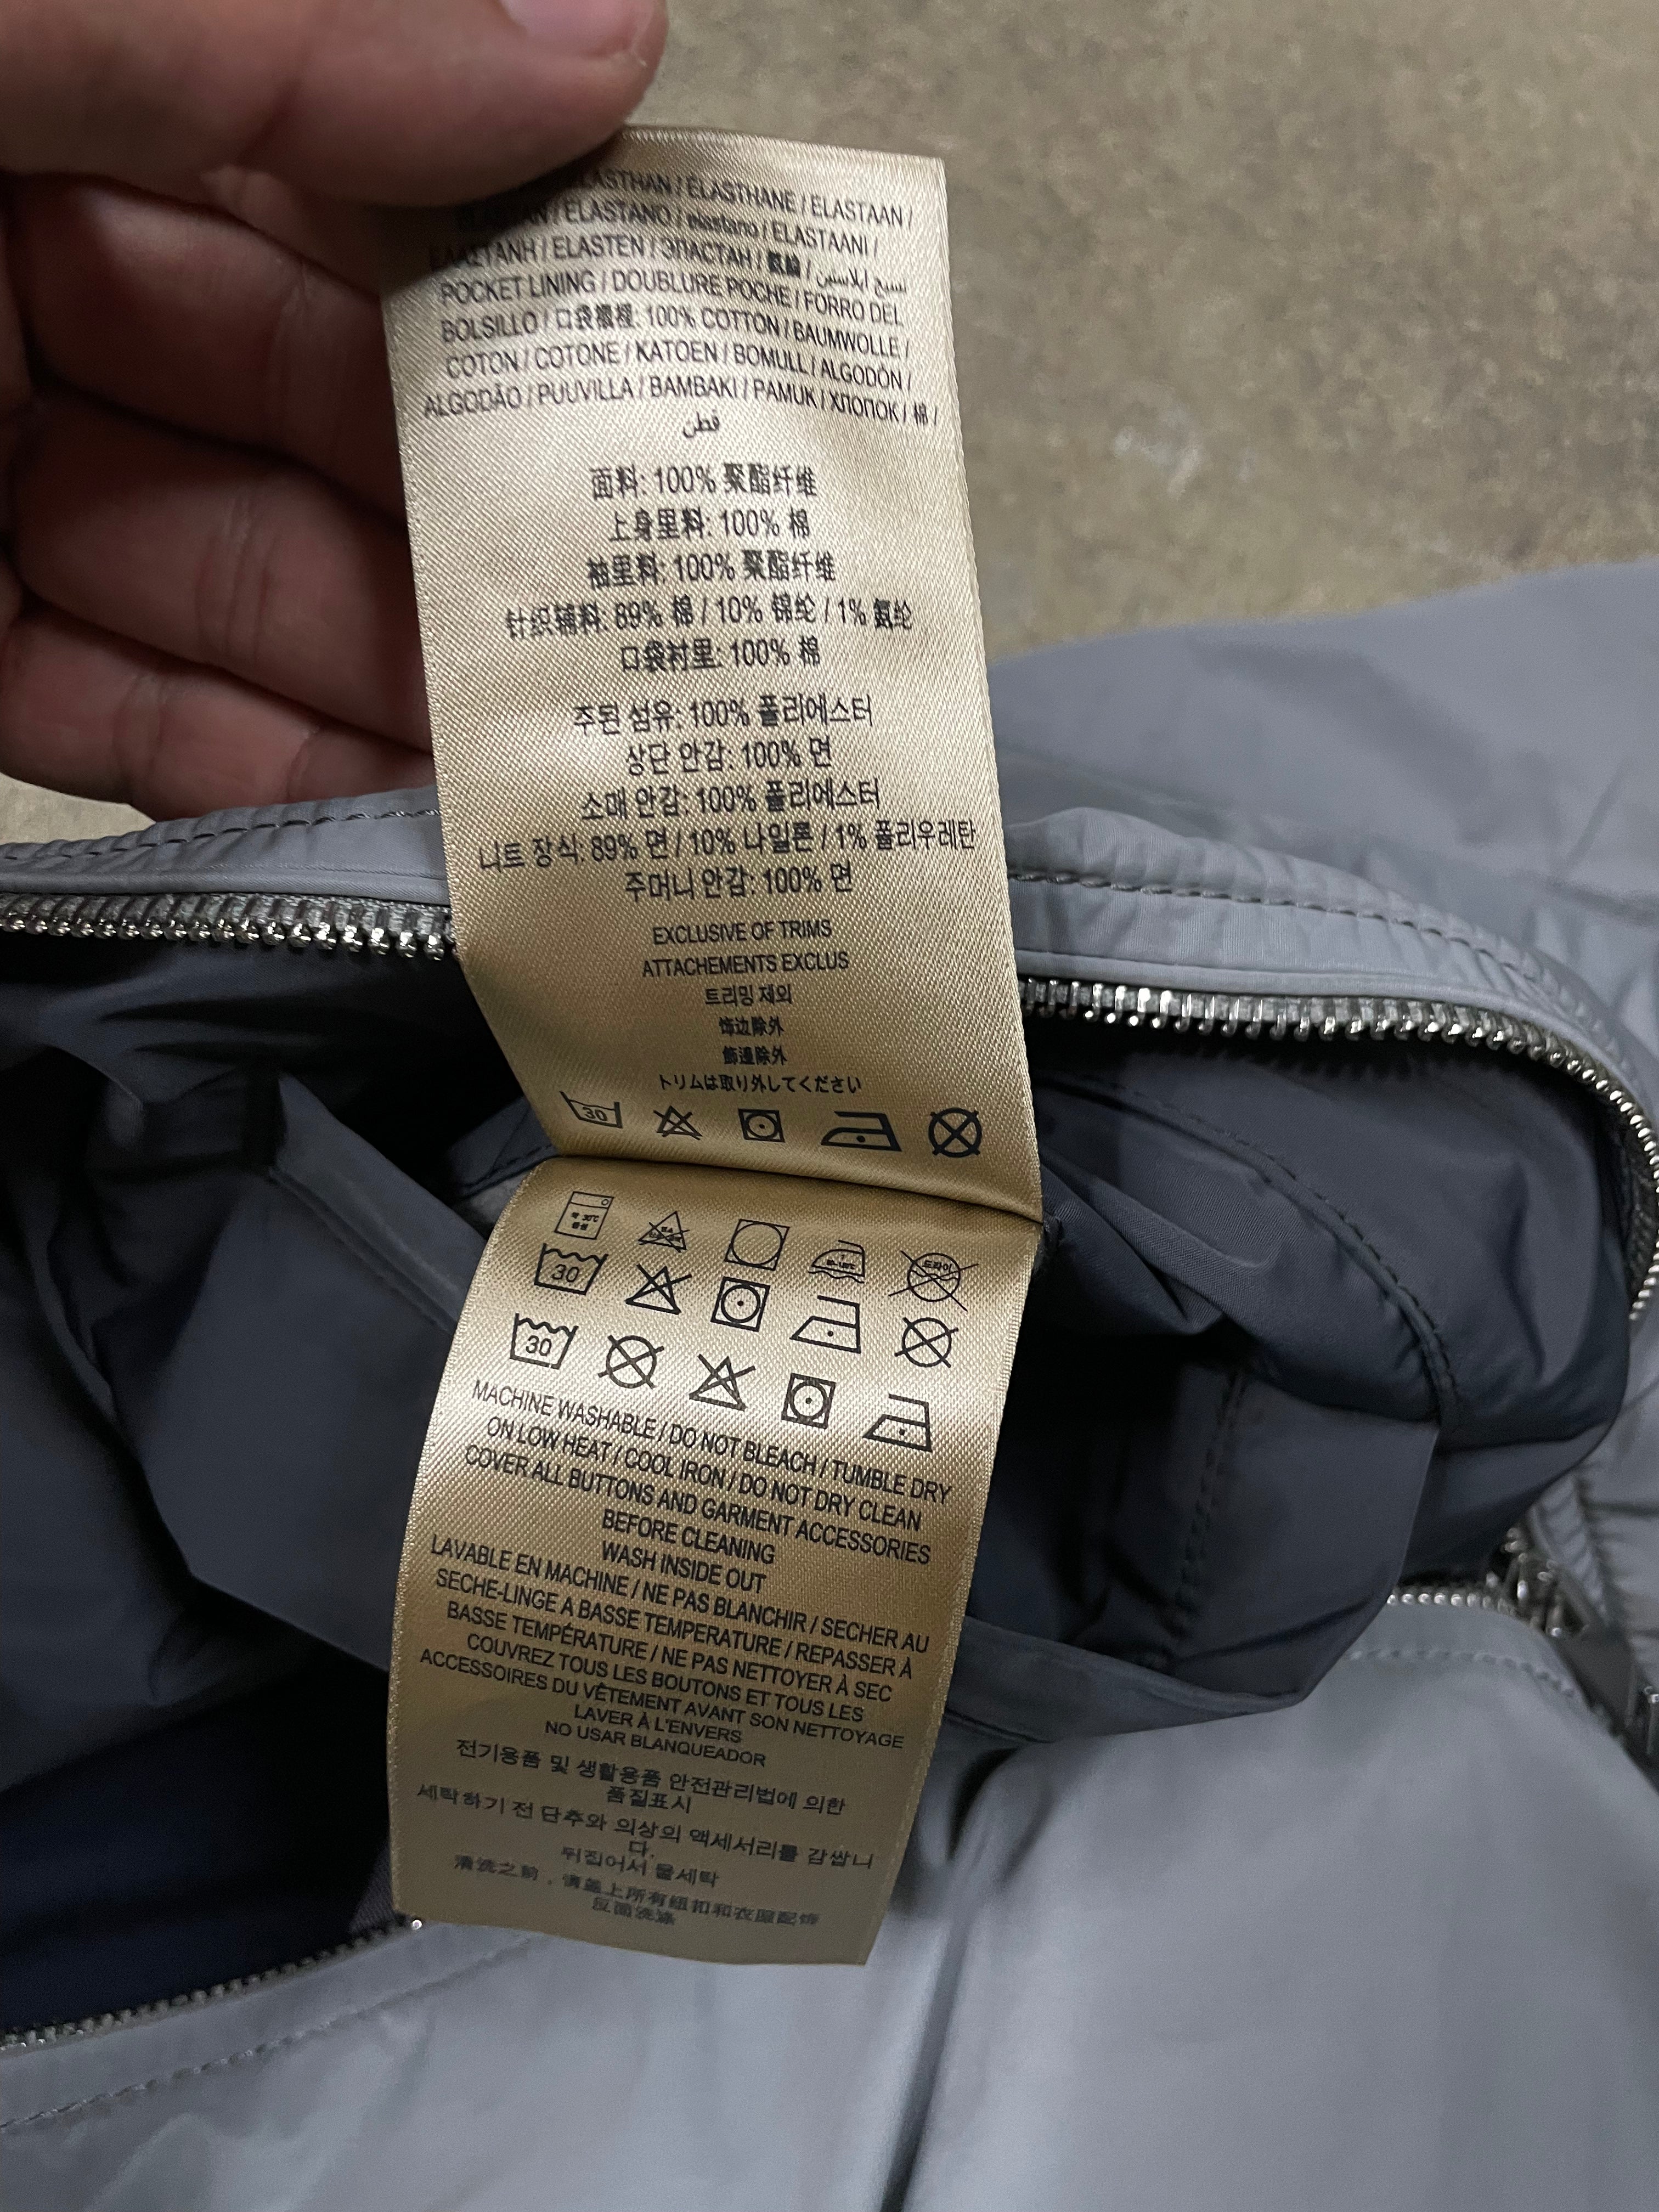 ELASTHAN / ELASTHANE / ELASTAAN /
/ ELASTANO / elastano / ELASTAANI /
ΕΛΑΣΤΑΝΗ / ELASTEN / ЭЛАСТАН / 氨綸 /
POCKET LINING / DOUBLURE POCHE / FORRO DEL
BOLSILLO / 口袋襯裡: 100% COTTON / BAUMWOLLE /
COTON / COTONE / KATOEN / BOMULL / ALGODÓN /
ALGODÃO / PUUVILLA / BAMBAKI / PAMUK / ХЛОПОК / 棉 /
قطن
面料: 100% 聚酯纤维
上身里料: 100% 棉
袖里料: 100% 聚酯纤维
针织辅料: 89% 棉 / 10% 锦纶 / 1% 氨纶
口袋衬里: 100% 棉
주된 섬유: 100% 폴리에스터
상단 안감: 100% 면
소매 안감: 100% 폴리에스터
니트 장식: 89% 면 / 10% 나일론 / 1% 폴리우레탄
주머니 안감: 100% 면
EXCLUSIVE OF TRIMS
ATTACHEMENTS EXCLUS
트리밍 제외
饰边除外
飾邊除外
トリムは取り外してください
30
약 30℃
중성
드라이
30
30
MACHINE WASHABLE / DO NOT BLEACH / TUMBLE DRY
ON LOW HEAT / COOL IRON / DO NOT DRY CLEAN
COVER ALL BUTTONS AND GARMENT ACCESSORIES
BEFORE CLEANING
WASH INSIDE OUT
LAVABLE EN MACHINE / NE PAS BLANCHIR / SECHER AU
SECHE-LINGE A BASSE TEMPERATURE / REPASSER À
BASSE TEMPÉRATURE / NE PAS NETTOYER À SEC
COUVREZ TOUS LES BOUTONS ET TOUS LES
ACCESSOIRES DU VÊTEMENT AVANT SON NETTOYAGE
LAVER À L'ENVERS
NO USAR BLANQUEADOR
전기용품 및 생활용품 안전관리법에 의한
품질표시
세탁하기 전 단추와 의상의 액세서리를 감쌉니
다.
뒤집어서 물세탁
清洗之前，请盖上所有纽扣和衣服配饰
反面洗涤